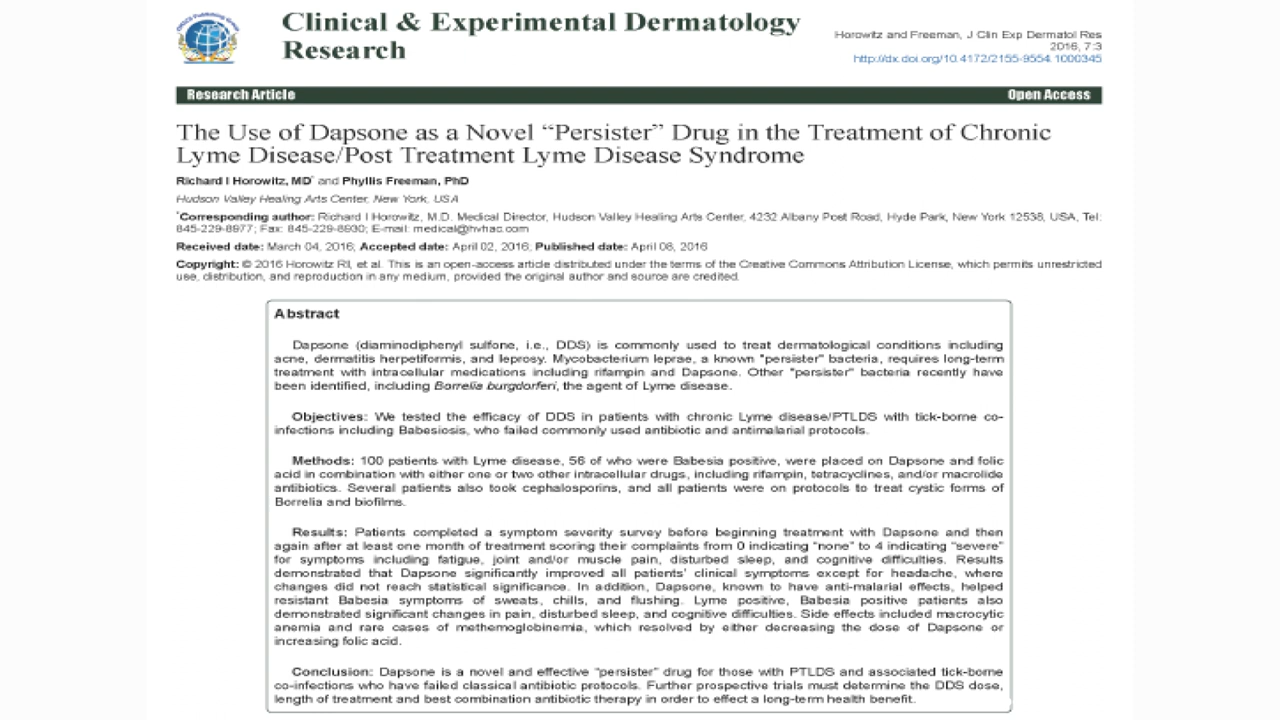 Clinical & Experimental Dermatology
Research
Horowitz and Freeman, J Clin Exp Dermatol Res
2016, 7:3
http://dx.doi.org/10.4172/2155-9554.1000345
Research Article
Open Access
The Use of Dapsone as a Novel “Persister” Drug in the Treatment of Chronic
Lyme Disease/Post Treatment Lyme Disease Syndrome
Richard I Horowitz, MD* and Phyllis Freeman, PhD
Hudson Valley Healing Arts Center, New York, USA
*Corresponding author: Richard I Horowitz, M.D. Medical Director, Hudson Valley Healing Arts Center, 4232 Albany Post Road, Hyde Park, New York 12538, USA, Tel:
845-229-8977; Fax: 845-229-8930; E-mail: medical@hvhac.com
Received date: March 04, 2016; Accepted date: April 02, 2016; Published date: April 08, 2016
Copyright: © 2016 Horowitz RII, et al. This is an open-access article distributed under the terms of the Creative Commons Attribution License, which permits unrestricted
use, distribution, and reproduction in any medium, provided the original author and source are credited.
Abstract
Dapsone (diaminodiphenyl sulfone, i.e., DDS) is commonly used to treat dermatological conditions including
acne, dermatitis herpetiformis, and leprosy. Mycobacterium leprae, a known "persister" bacteria, requires long-term
treatment with intracellular medications including rifampin and Dapsone. Other "persister" bacteria recently have
been identified, including Borrelia burgdorferi, the agent of Lyme disease.
Objectives: We tested the efficacy of DDS in patients with chronic Lyme disease/PTLDS with tick-borne co-
infections including Babesiosis, who failed commonly used antibiotic and antimalarial protocols.
Methods: 100 patients with Lyme disease, 56 of who were Babesia positive, were placed on Dapsone and folic
acid in combination with either one or two other intracellular drugs, including rifampin, tetracyclines, and/or macrolide
antibiotics. Several patients also took cephalosporins, and all patients were on protocols to treat cystic forms of
Borrelia and biofilms.
Results: Patients completed a symptom severity survey before beginning treatment with Dapsone and then
again after at least one month of treatment scoring their complaints from 0 indicating “none” to 4 indicating “severe”
for symptoms including fatigue, joint and/or muscle pain, disturbed sleep, and cognitive difficulties. Results
demonstrated that Dapsone significantly improved all patients’ clinical symptoms except for headache, where
changes did not reach statistical significance. In addition, Dapsone, known to have anti-malarial effects, helped
resistant Babesia symptoms of sweats, chills, and flushing. Lyme positive, Babesia positive patients also
demonstrated significant changes in pain, disturbed sleep, and cognitive difficulties. Side effects included macrocytic
anemia and rare cases of methemoglobinemia, which resolved by either decreasing the dose of Dapsone or
increasing folic acid.
Conclusion: Dapsone is a novel and effective “persister” drug for those with PTLDS and associated tick-borne
co-infections who have failed classical antibiotic protocols. Further prospective trials must determine the DDS dose,
length of treatment and best combination antibiotic therapy in order to effect a long-term health benefit.